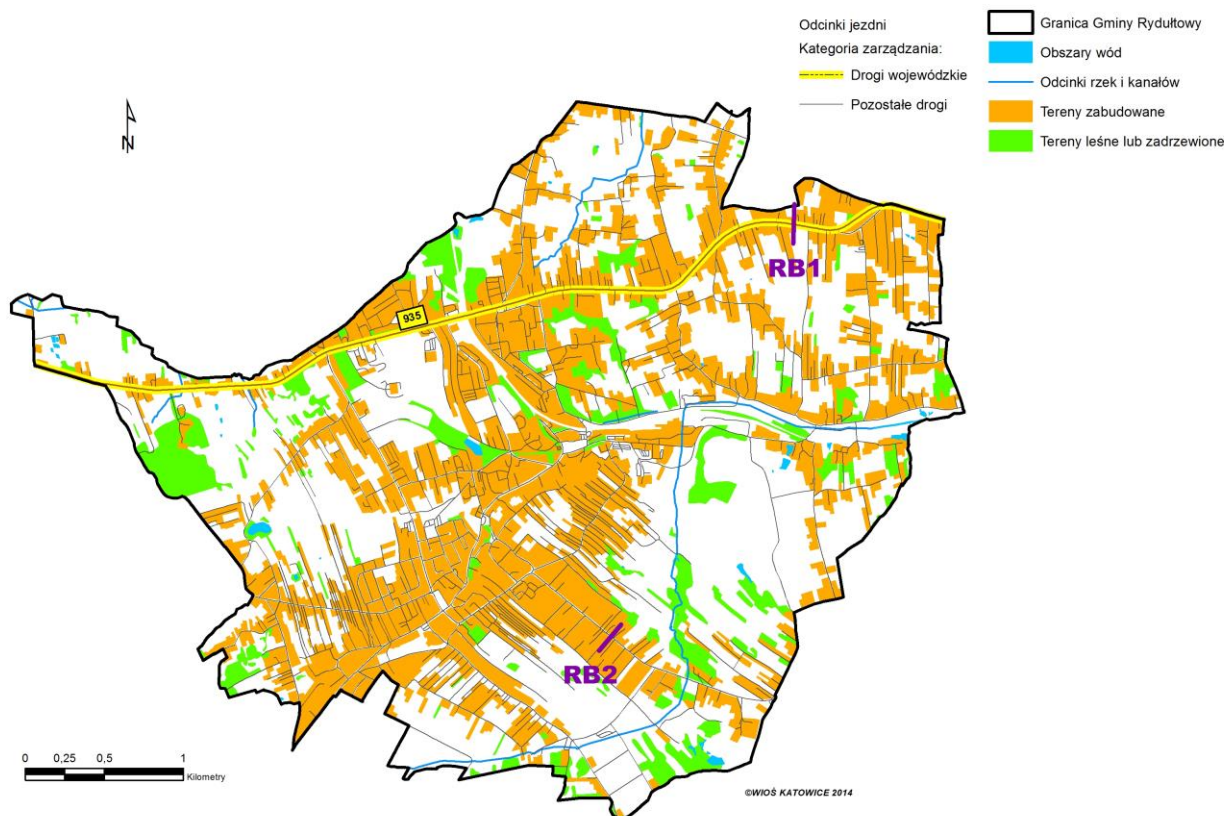 Odcinki jezdni
Kategoria zarządzania:
Drogi wojewódzkie
Pozostałe drogi
Granica Gminy Rydułtowy
Obszary wód
Odcinki rzek i kanałów
Tereny zabudowane
Tereny leśne lub zadrzewione
N
RB1
935
RB2
0 0,25 0,5 1
Kilometry
©WIOŚ KATOWICE 2014